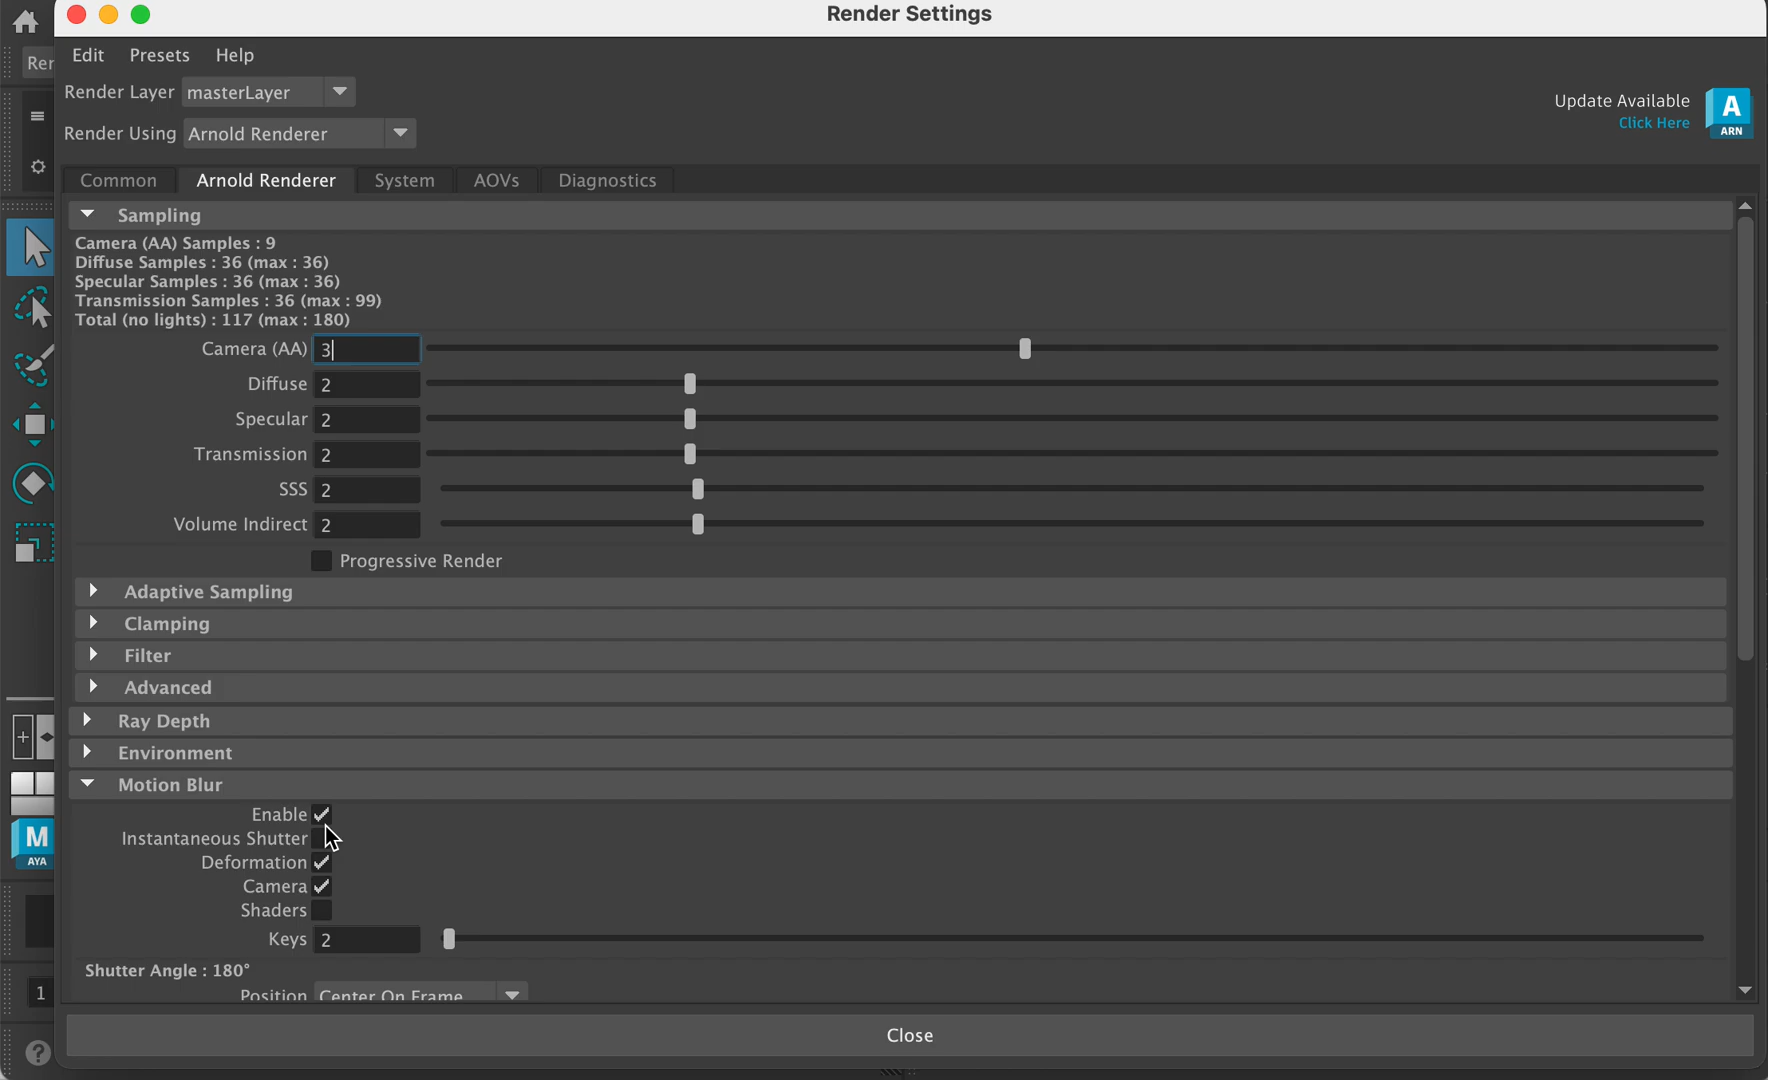 Render Settings
Edit Presets Help
Ren
Render Layer masterLayer
Update Available
Click Here
A
ARN
Render Using Arnold Renderer
Common Arnold Renderer System AOVs Diagnostics
Sampling
Camera (AA) Samples : 9
Diffuse Samples : 36 (max : 36)
Specular Samples : 36 (max : 36)
Transmission Samples : 36 (max : 99)
Total (no lights) : 117 (max : 180)
Camera (AA) 3
Diffuse 2
Specular 2
Transmission 2
SSS 2
Volume Indirect 2
Progressive Render
Adaptive Sampling
Clamping
Filter
Advanced
Ray Depth
Environment
Motion Blur
Enable
Instantaneous Shutter
Deformation
Camera
Shaders
Keys 2
Shutter Angle : 180°
Position Center On Frame
M
AYA
1
?
Close